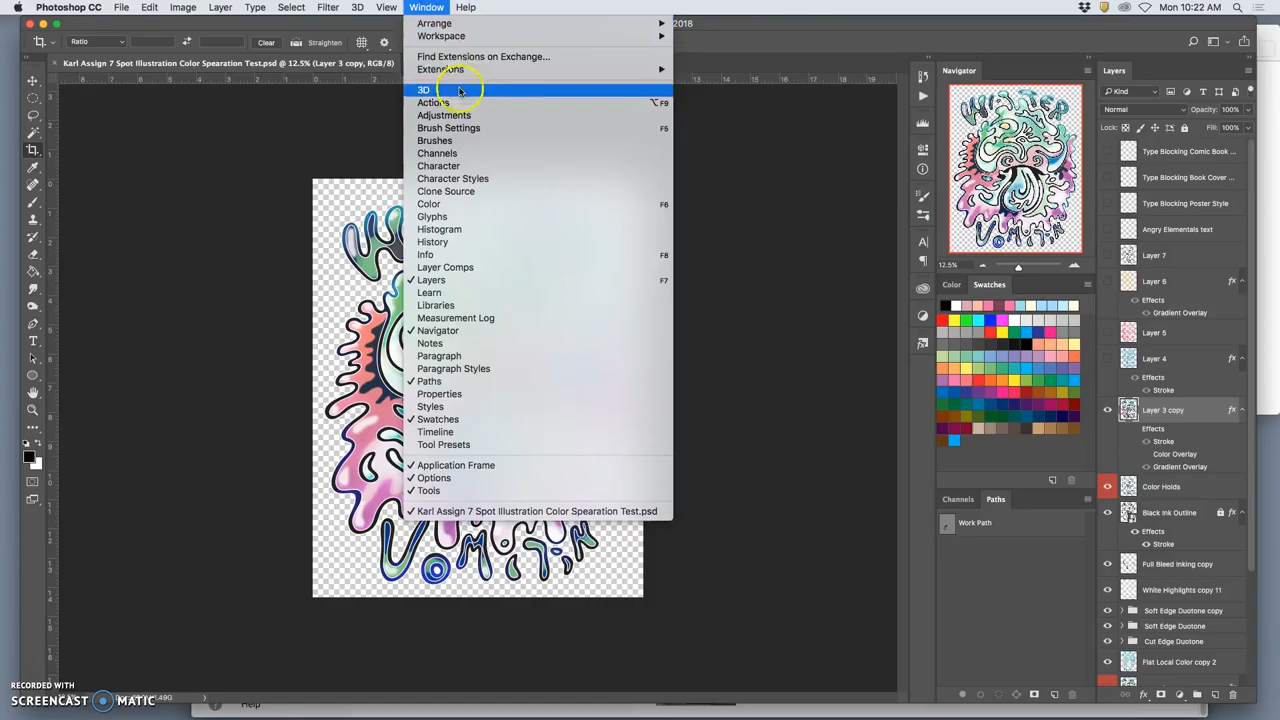 Photoshop CC File Edit Image Layer Type Select Filter 3D View Window Help Mon 10:22 AM
2018
Ratio Clear Straighten
× Karl Assign 7 Spot Illustration Color Spearation Test.psd @ 12.5% (Layer 3 copy, RGB/8)
Arrange
Workspace
Find Extensions on Exchange...
Extensions
3D
Actions ⌥F9
Adjustments
Brush Settings F5
Brushes
Channels
Character
Character Styles
Clone Source
Color F6
Glyphs
Histogram
History
Info F8
Layer Comps
✓ Layers F7
Learn
Libraries
Measurement Log
✓ Navigator
Notes
Paragraph
Paragraph Styles
✓ Paths
Properties
Styles
✓ Swatches
Timeline
Tool Presets
✓ Application Frame
✓ Options
✓ Tools
✓ Karl Assign 7 Spot Illustration Color Spearation Test.psd
Navigator
12.5%
Color Swatches
Channels Paths
Work Path
Layers
Kind
Normal Opacity: 100%
Lock: Fill: 100%
Type Blocking Comic Book ...
Type Blocking Book Cover ...
Type Blocking Poster Style
Angry Elementals text
Layer 7
Layer 6 fx
Effects
Gradient Overlay
Layer 5
Layer 4 fx
Effects
Stroke
Layer 3 copy fx
Effects
Stroke
Color Overlay
Gradient Overlay
Color Holds
Black Ink Outline fx
Effects
Stroke
Full Bleed Inking copy
White Highlights copy 11
Soft Edge Duotone copy
Soft Edge Duotone
Cut Edge Duotone
Flat Local Color copy 2
VOMIT
RECORDED WITH
SCREENCAST MATIC
Help